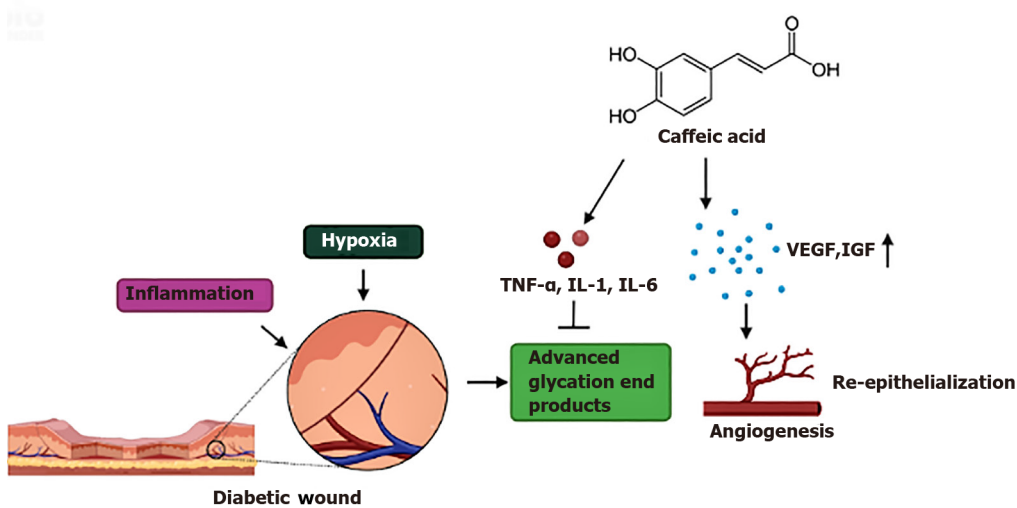 O
HO
OH
HO
Caffeic acid
Hypoxia
VEGF,IGF
Inflammation
TNF-α, IL-1, IL-6
Advanced
glycation end
products
Re-epithelialization
Angiogenesis
Diabetic wound